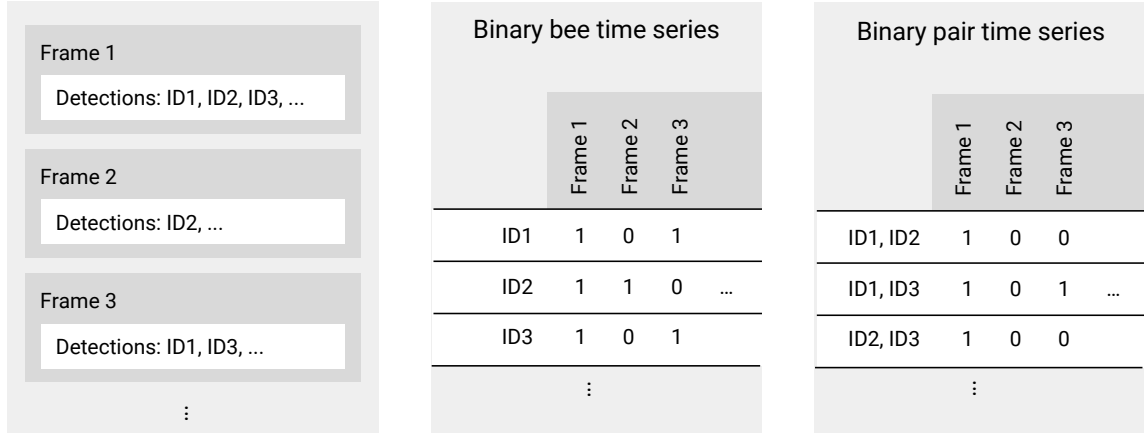 Frame 1
Detections: ID1, ID2, ID3, ...
Frame 2
Detections: ID2, ...
Frame 3
Detections: ID1, ID3, ...
...
Binary bee time series
Frame 1 Frame 2 Frame 3
ID1 1 0 1
ID2 1 1 0 ...
ID3 1 0 1
...
Binary pair time series
Frame 1 Frame 2 Frame 3
ID1, ID2 1 0 0
ID1, ID3 1 0 1 ...
ID2, ID3 1 0 0
...